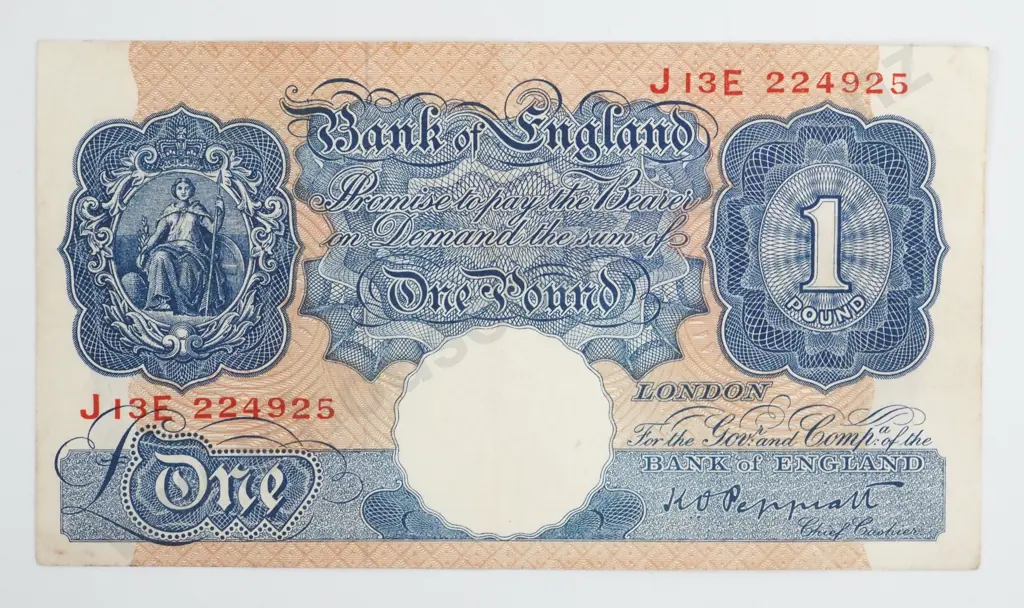 J13E 224925
Bank of England
Promise to pay the Bearer
on Demand the sum of
One Pound
1
POUND
LONDON
J13E 224925
For the Govr. and Compa. of the
BANK of ENGLAND
£One
K O Peppiatt
Chief Cashier